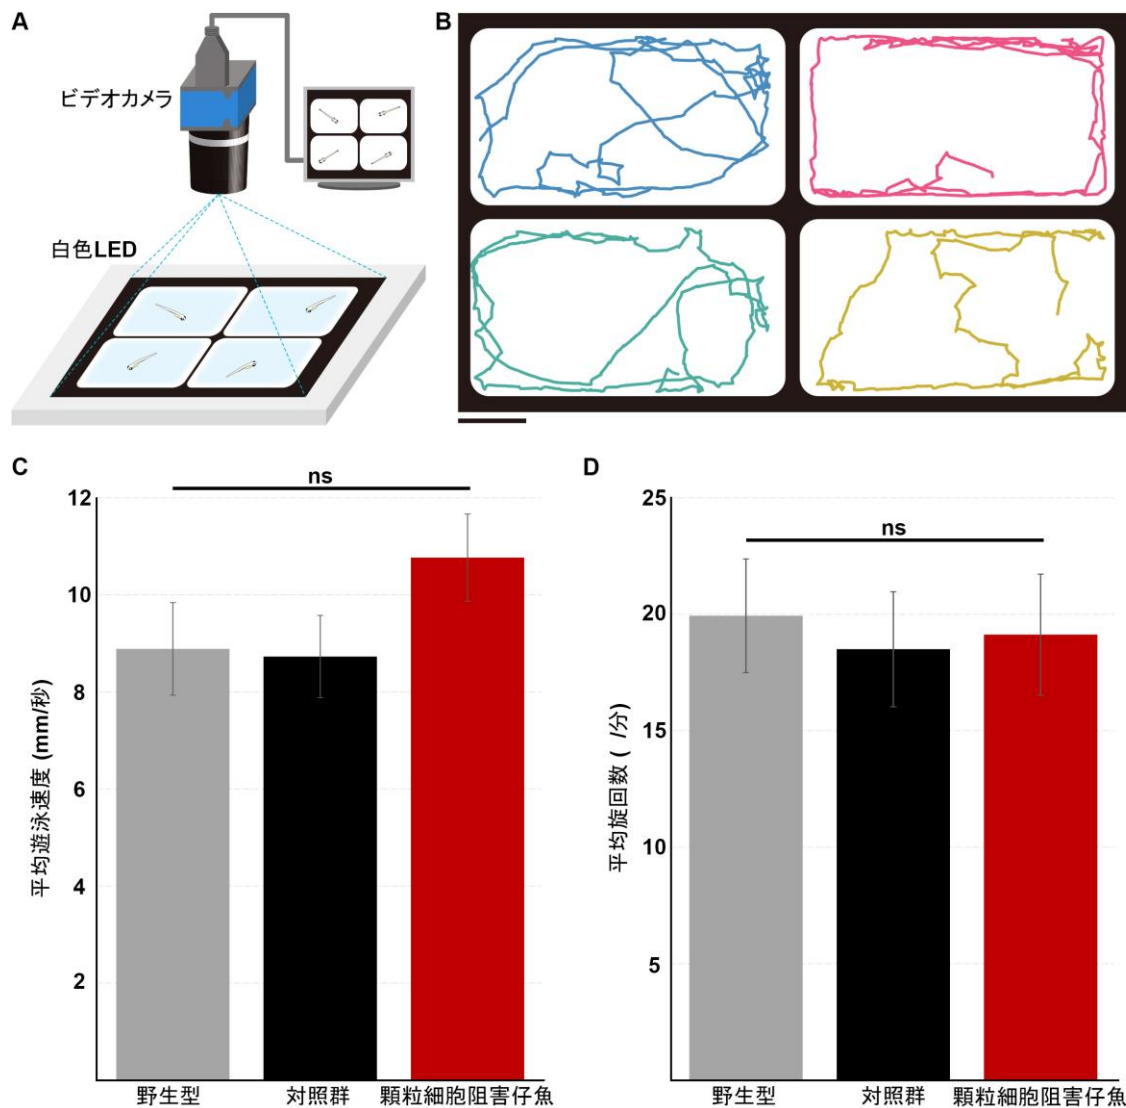 A
ビデオカメラ
白色LED
B
C
ns
12
10
8
6
4
2
平均遊泳速度 (mm/秒)
野生型
対照群
顆粒細胞阻害仔魚
D
ns
25
20
15
10
5
平均旋回数 ( /分)
野生型
対照群
顆粒細胞阻害仔魚